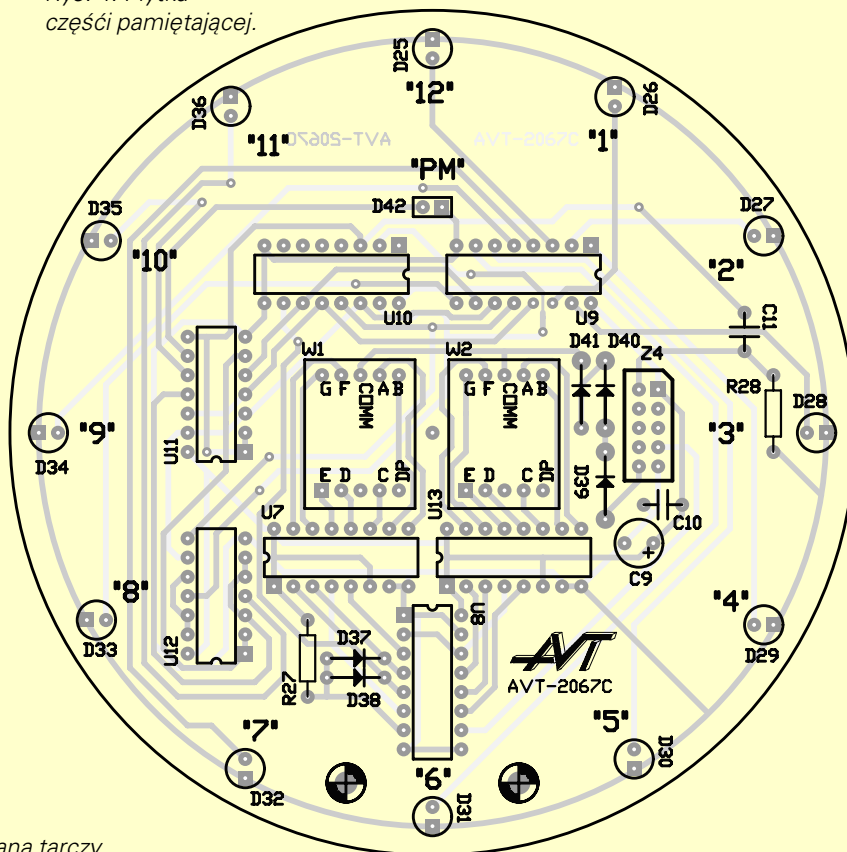 części pamiętającej.
D25
"12"
D36
D26
"11"
AVT-2067C
AVT-2067C
"1"
"PM"
D35
D42
D27
"10"
"2"
U10
U9
C11
W1
W2
D41 D40
Z4
G F COMM A B
G F COMM A B
R28
D28
"9"
U11
"3"
D34
E D C DP
E D C DP
D39
U7
U13
C10
+
C9
"8"
"4"
D33
U12
U8
D29
D37
AVT
R27
D38
AVT-2067C
"7"
"5"
D30
D32
"6"
D31